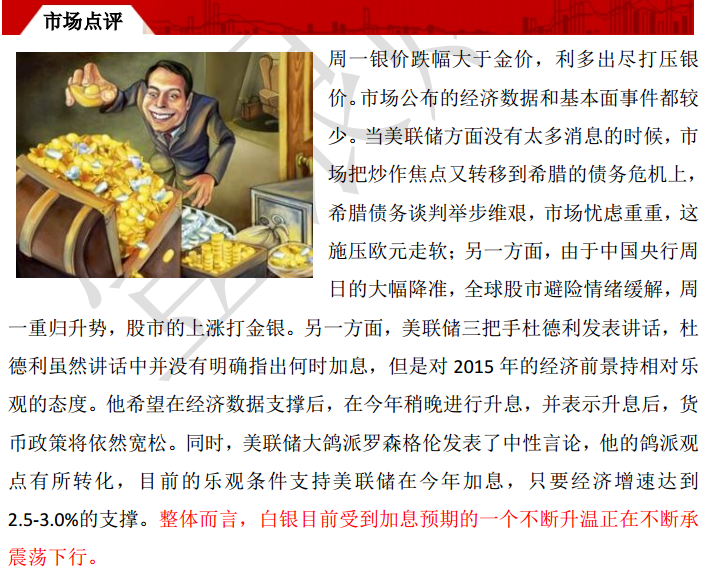 市场点评
周一银价跌幅大于金价，利多出尽打压银
价。市场公布的经济数据和基本面事件都较
少。当美联储方面没有太多消息的时候，市
场把炒作焦点又转移到希腊的债务危机上，
希腊债务谈判举步维艰，市场忧虑重重，这
施压欧元走软；另一方面，由于中国央行周
日的大幅降准，全球股市避险情绪缓解，周
一重归升势，股市的上涨打金银。另一方面，美联储三把手杜德利发表讲话，杜
德利虽然讲话中并没有明确指出何时加息，但是对 2015 年的经济前景持相对乐
观的态度。他希望在经济数据支撑后，在今年稍晚进行升息，并表示升息后，货
币政策将依然宽松。同时，美联储大鸽派罗森格伦发表了中性言论，他的鸽派观
点有所转化，目前的乐观条件支持美联储在今年加息，只要经济增速达到
2.5-3.0%的支撑。整体而言，白银目前受到加息预期的一个不断升温正在不断承
震荡下行。